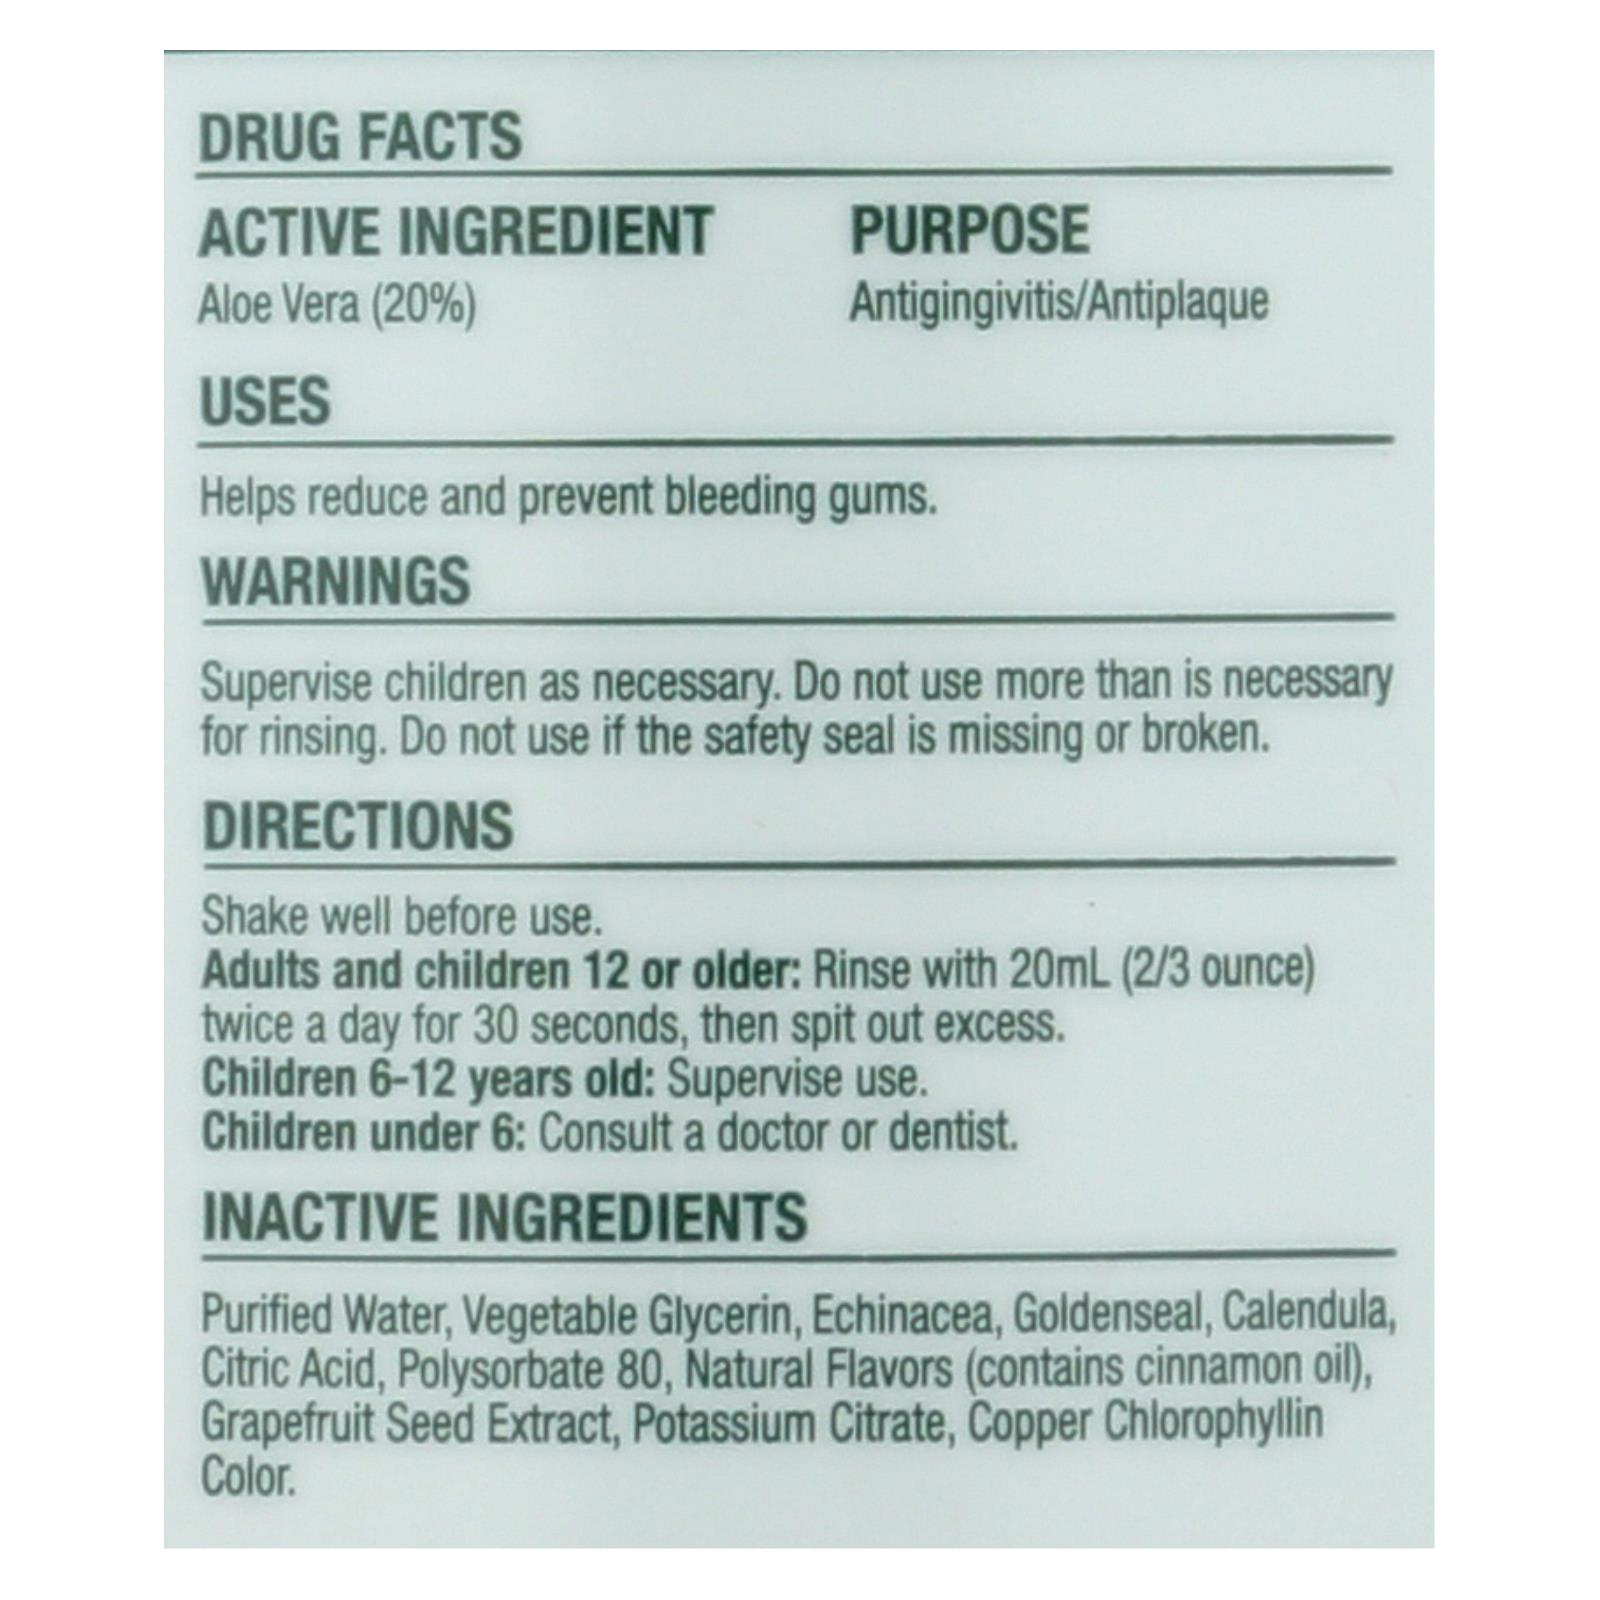 DRUG FACTS
ACTIVE INGREDIENT PURPOSE
Aloe Vera (20%) Antigingivitis/Antiplaque
USES
Helps reduce and prevent bleeding gums.
WARNINGS
Supervise children as necessary. Do not use more than is necessary
for rinsing. Do not use if the safety seal is missing or broken.
DIRECTIONS
Shake well before use.
Adults and children 12 or older: Rinse with 20mL (2/3 ounce)
twice a day for 30 seconds, then spit out excess.
Children 6-12 years old: Supervise use.
Children under 6: Consult a doctor or dentist.
INACTIVE INGREDIENTS
Purified Water, Vegetable Glycerin, Echinacea, Goldenseal, Calendula,
Citric Acid, Polysorbate 80, Natural Flavors (contains cinnamon oil),
Grapefruit Seed Extract, Potassium Citrate, Copper Chlorophyllin
Color.